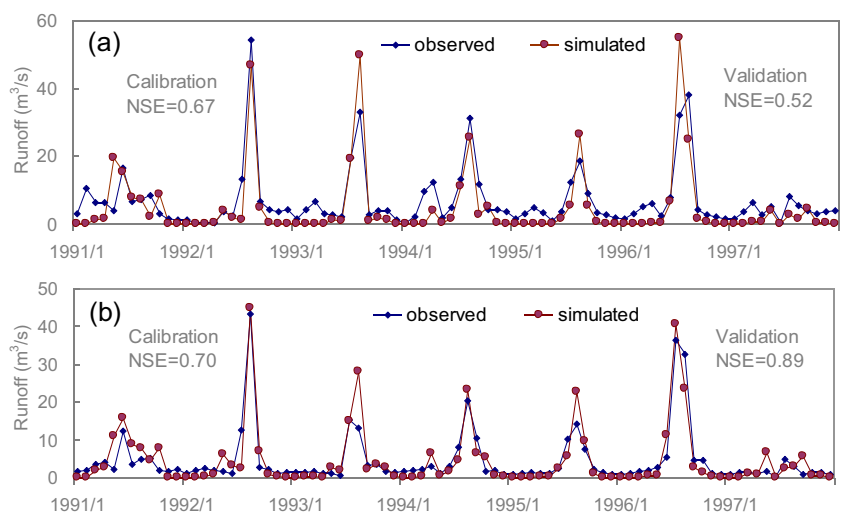 60
(a)
observed
simulated
Calibration
NSE=0.67
Validation
NSE=0.52
Runoff (m³/s)
40
20
0
1991/1
1992/1
1993/1
1994/1
1995/1
1996/1
1997/1
50
(b)
observed
simulated
Calibration
NSE=0.70
Validation
NSE=0.89
Runoff (m³/s)
40
30
20
10
0
1991/1
1992/1
1993/1
1994/1
1995/1
1996/1
1997/1